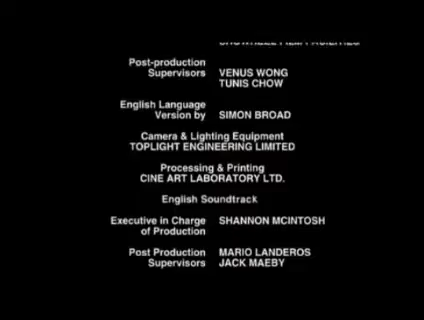 Post-production
Supervisors VENUS WONG
TUNIS CHOW
English Language
Version by SIMON BROAD
Camera & Lighting Equipment
TOPLIGHT ENGINEERING LIMITED
Processing & Printing
CINE ART LABORATORY LTD.
English Soundtrack
Executive in Charge SHANNON MCINTOSH
of Production
Post Production MARIO LANDEROS
Supervisors JACK MAEBY